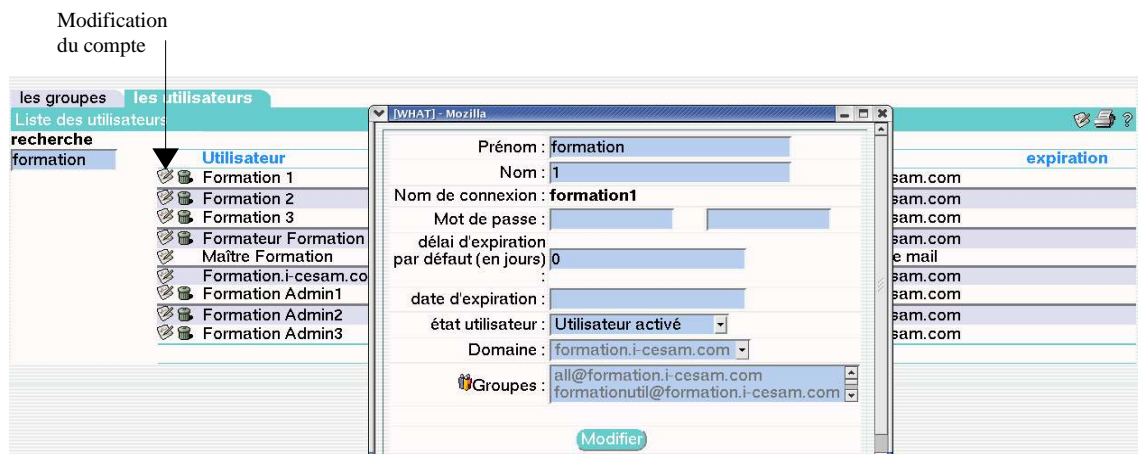 Modification
du compte
les groupes les utilisateurs
Liste des utilisateurs
[WHAT] - Mozilla
?
recherche
formation
Utilisateur
expiration
Formation 1
sam.com
Formation 2
sam.com
Formation 3
sam.com
Formateur Formation
sam.com
Maître Formation
e mail
Formation.i-cesam.co
sam.com
Formation Admin1
sam.com
Formation Admin2
sam.com
Formation Admin3
sam.com
Prénom : formation
Nom : 1
Nom de connexion : formation1
Mot de passe :
délai d'expiration
par défaut (en jours) 0
:
date d'expiration :
état utilisateur : Utilisateur activé
Domaine : formation.i-cesam.com
Groupes : all@formation.i-cesam.com
formationutil@formation.i-cesam.com
Modifier